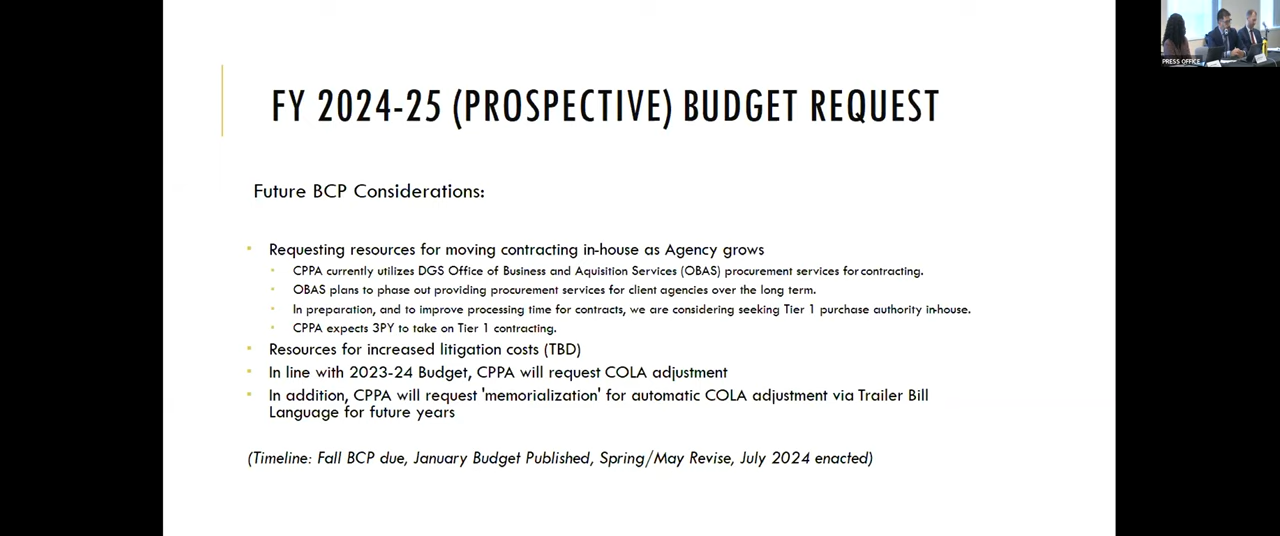 PRESS OFFICE
FY 2024-25 (PROSPECTIVE) BUDGET REQUEST
Future BCP Considerations:
Requesting resources for moving contracting in-house as Agency grows
CPPA currently utilizes DGS Office of Business and Aquisition Services (OBAS) procurement services for contracting.
OBAS plans to phase out providing procurement services for client agencies over the long term.
In preparation, and to improve processing time for contracts, we are considering seeking Tier 1 purchase authority in-house.
CPPA expects 3PY to take on Tier 1 contracting.
Resources for increased litigation costs (TBD)
In line with 2023-24 Budget, CPPA will request COLA adjustment
In addition, CPPA will request 'memorialization' for automatic COLA adjustment via Trailer Bill
Language for future years
(Timeline: Fall BCP due, January Budget Published, Spring/May Revise, July 2024 enacted)